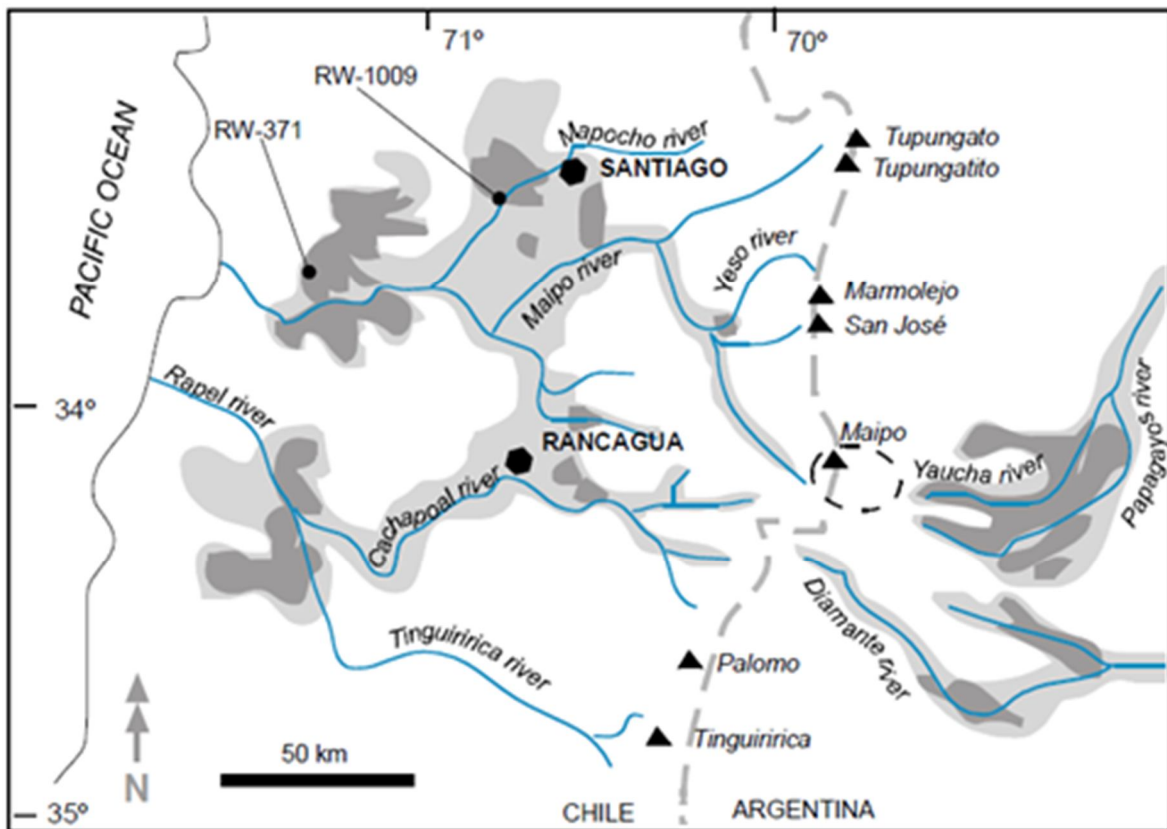 71º
70º
RW-1009
RW-371
PACIFIC OCEAN
Mapocho river
SANTIAGO
Tupungato
Tupungatito
Maipo river
Yeso river
Marmolejo
San José
34º
Rapel river
RANCAGUA
Maipo
Yaucha river
Papagayos river
Cachapoal river
Diamante river
Tinguiririca river
Palomo
Tinguiririca
50 km
N
35º
CHILE
ARGENTINA